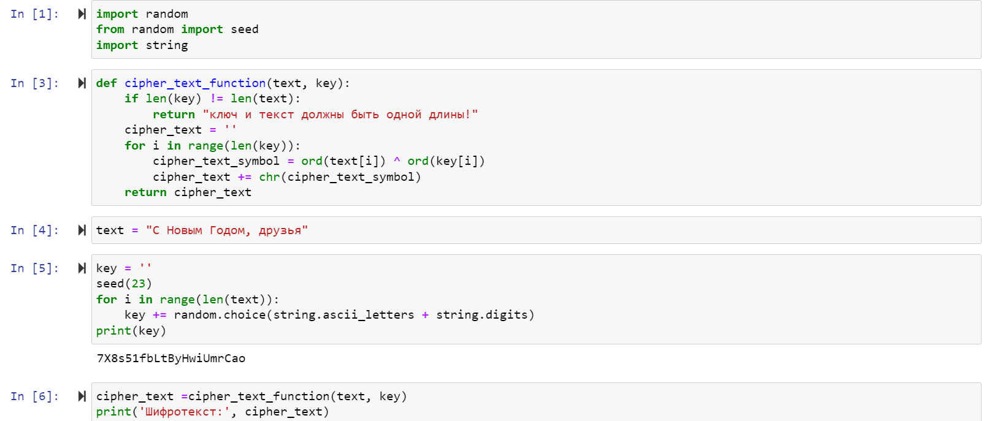 In [1]: import random
from random import seed
import string
In [3]: def cipher_text_function(text, key):
    if len(key) != len(text):
        return "ключ и текст должны быть одной длины!"
    cipher_text = ''
    for i in range(len(key)):
        cipher_text_symbol = ord(text[i]) ^ ord(key[i])
        cipher_text += chr(cipher_text_symbol)
    return cipher_text
In [4]: text = "С Новым Годом, друзья"
In [5]: key = ''
seed(23)
for i in range(len(text)):
    key += random.choice(string.ascii_letters + string.digits)
print(key)
7X8s51fbLtByHwiUmrCao
In [6]: cipher_text =cipher_text_function(text, key)
print('Шифротекст:', cipher_text)